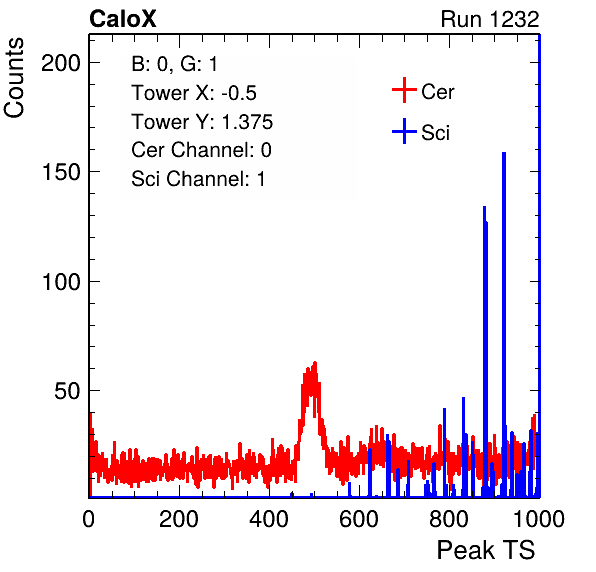 CaloX Run 1232
Counts
200
150
100
50
B: 0, G: 1
Tower X: -0.5
Tower Y: 1.375
Cer Channel: 0
Sci Channel: 1
Cer
Sci
0 200 400 600 800 1000
Peak TS